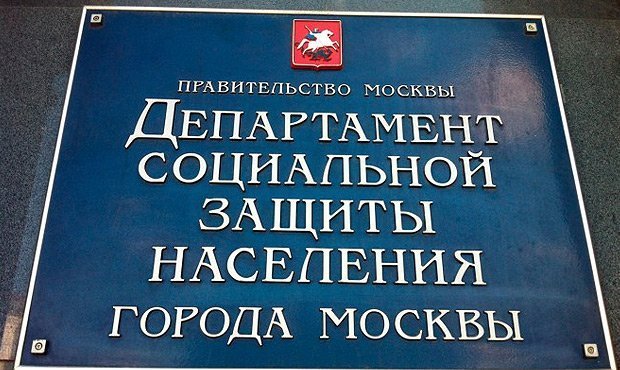 ПРАВИТЕЛЬСТВО МОСКВЫ
ДЕПАРТАМЕНТ
СОЦИАЛЬНОЙ
ЗАЩИТЫ
НАСЕЛЕНИЯ
ГОРОДА МОСКВЫ